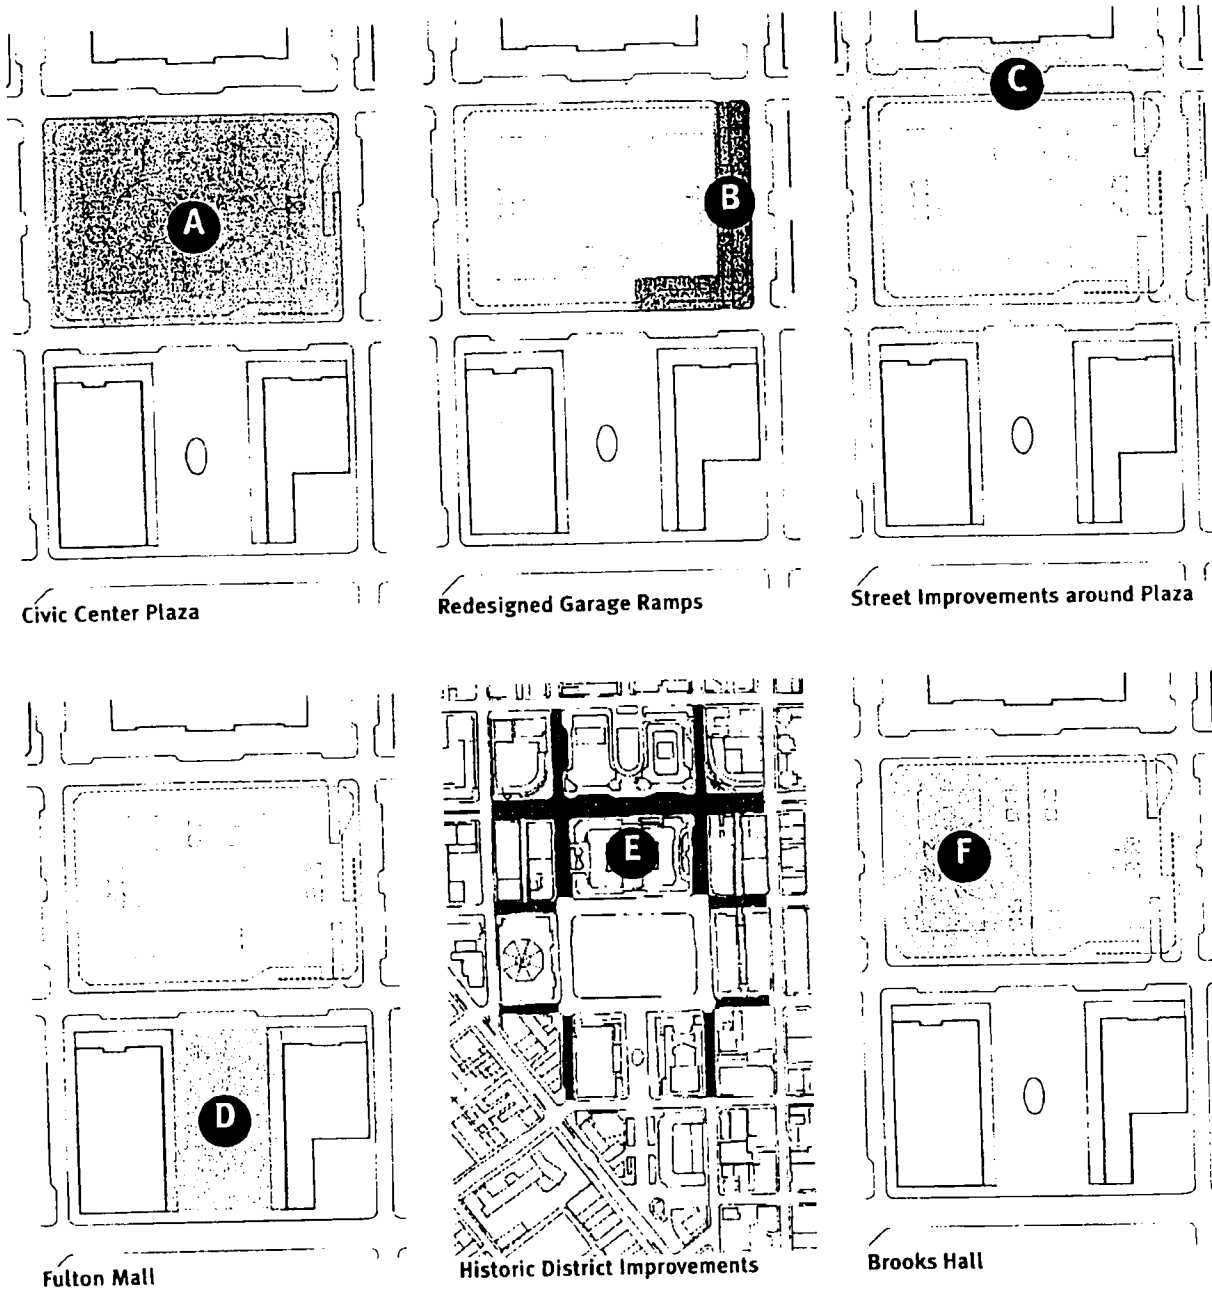 A
B
C
Civic Center Plaza
Redesigned Garage Ramps
Street Improvements around Plaza
D
E
F
Fulton Mall
Historic District Improvements
Brooks Hall